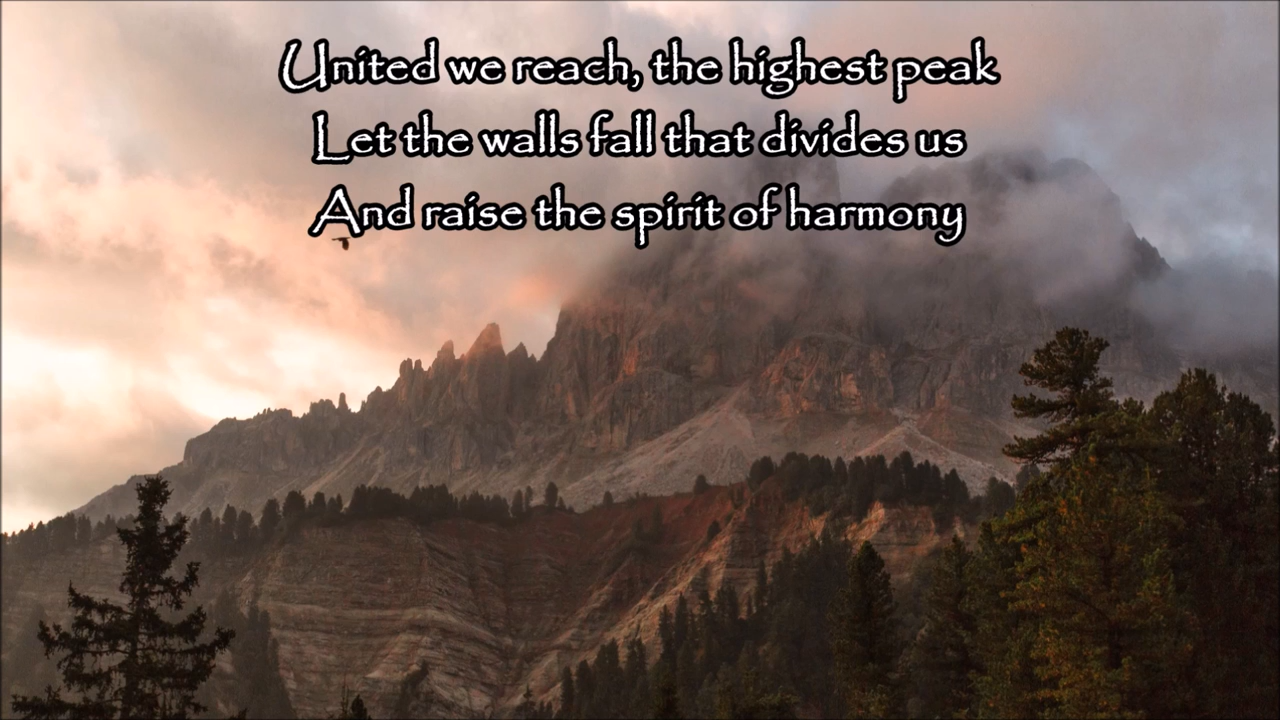 United we reach, the highest peak
Let the walls fall that divides us
And raise the spirit of harmony